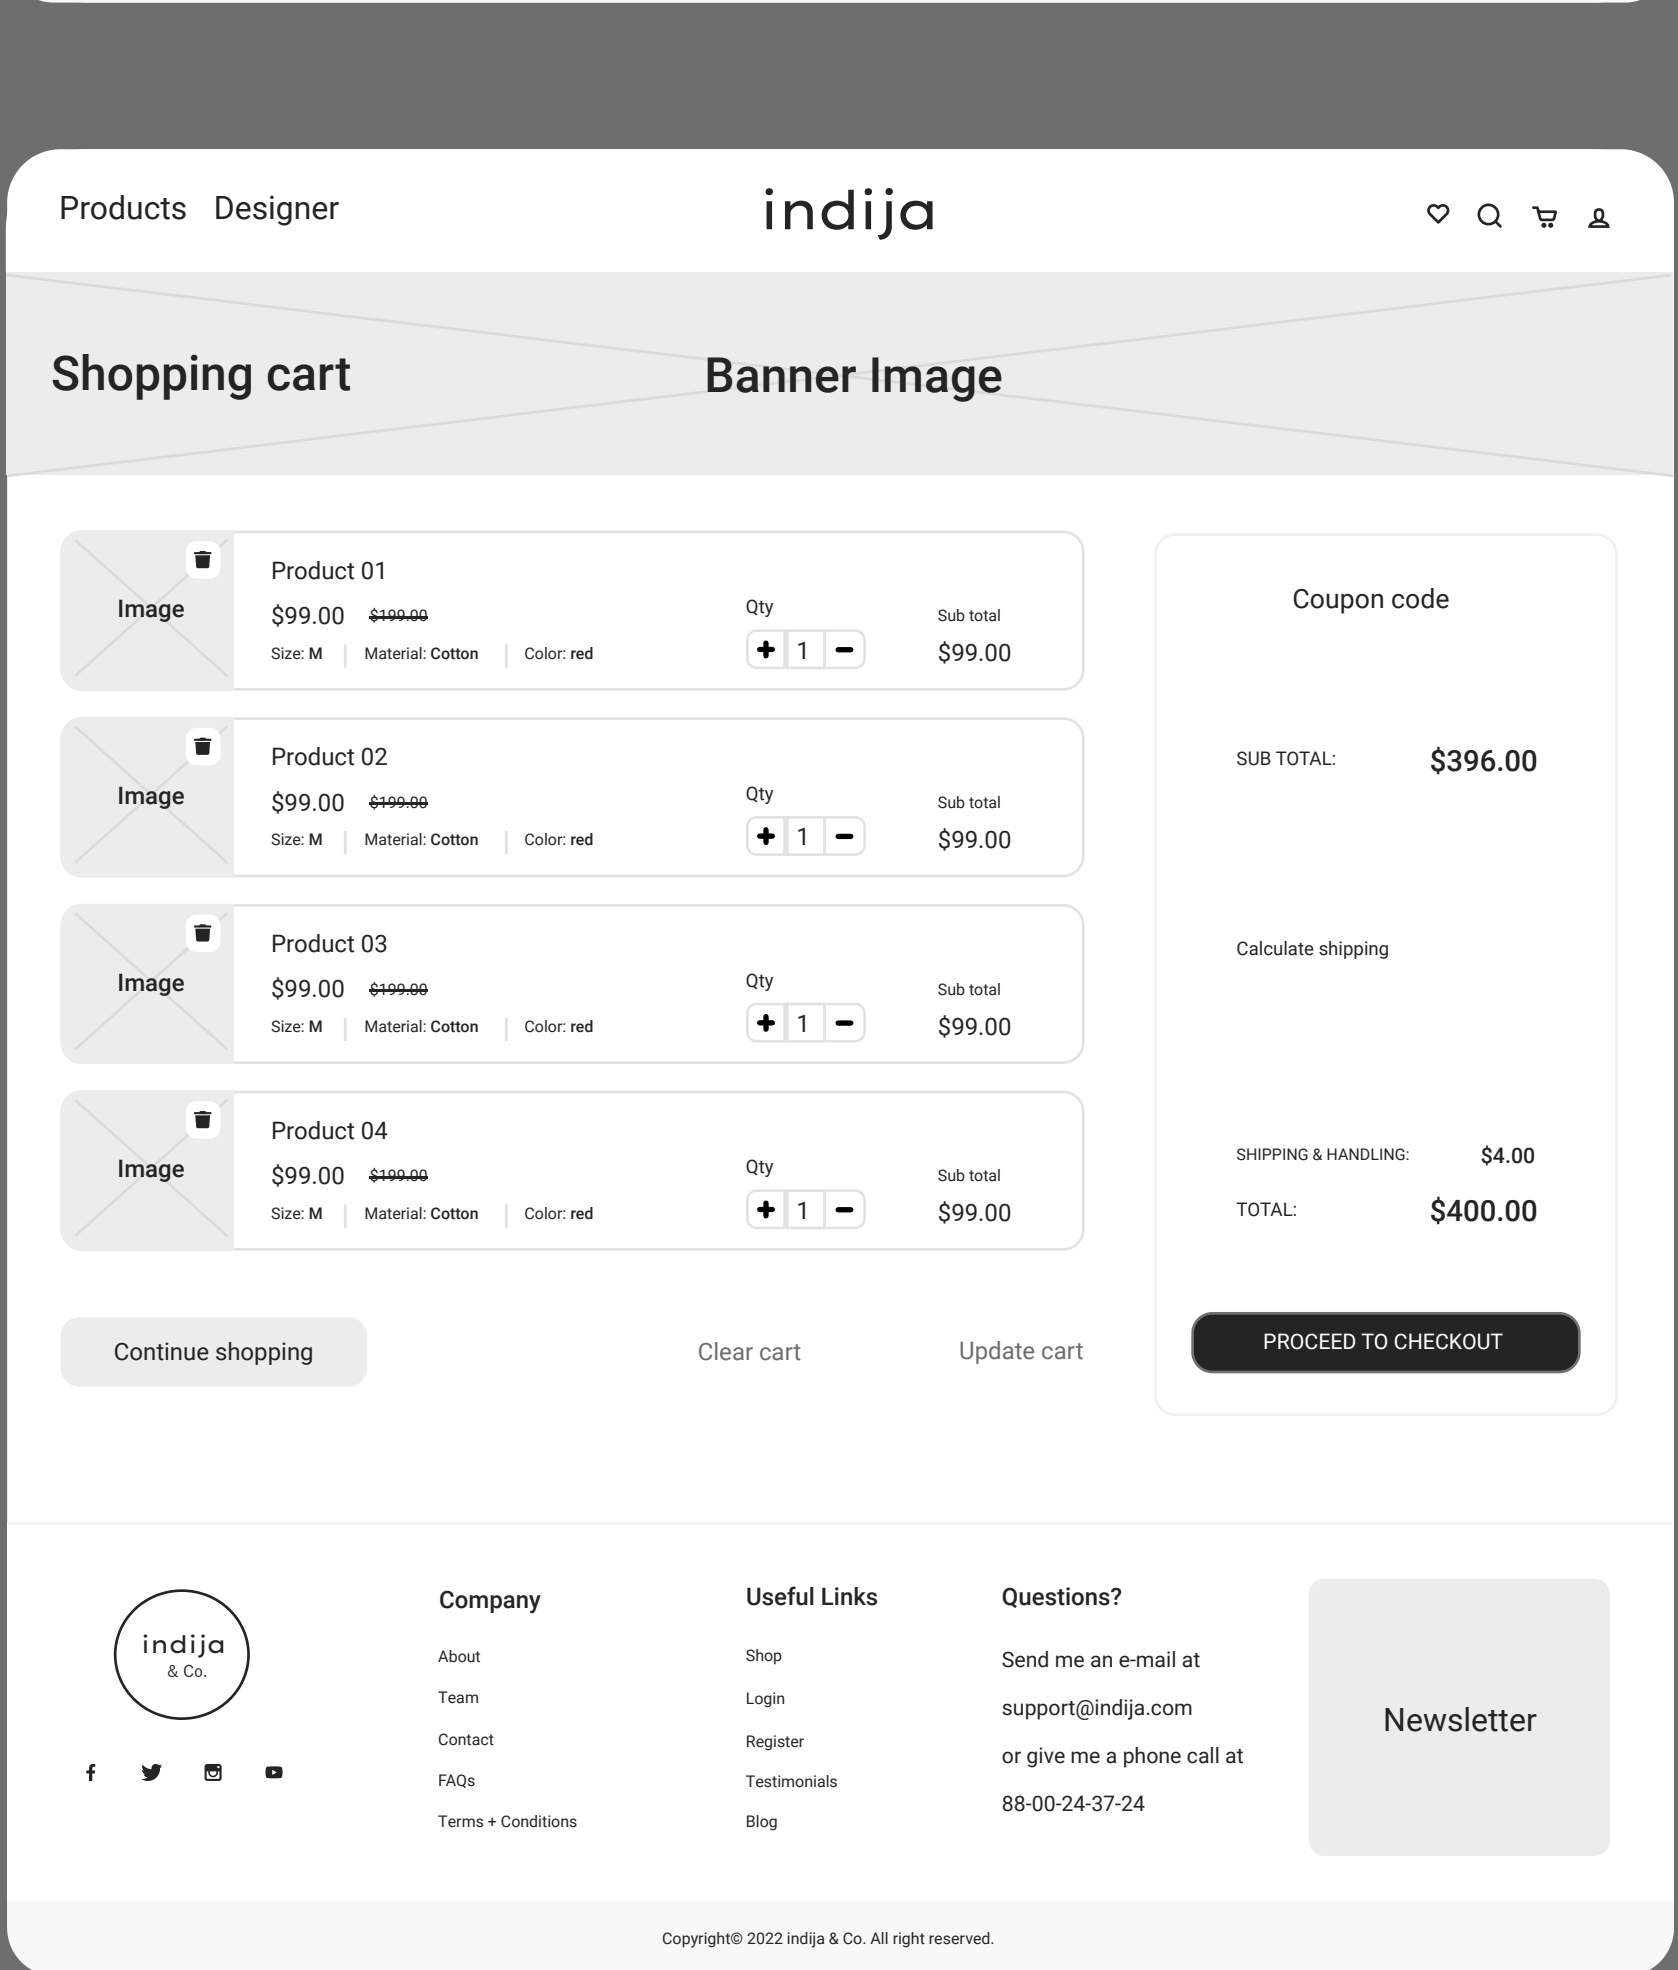 Products Designer
indija
Shopping cart
Banner Image
Image
Product 01
$99.00 $199.00
Size: M Material: Cotton Color: red
Qty
1
Sub total
$99.00
Image
Product 02
$99.00 $199.00
Size: M Material: Cotton Color: red
Qty
1
Sub total
$99.00
Image
Product 03
$99.00 $199.00
Size: M Material: Cotton Color: red
Qty
1
Sub total
$99.00
Image
Product 04
$99.00 $199.00
Size: M Material: Cotton Color: red
Qty
1
Sub total
$99.00
Continue shopping
Clear cart
Update cart
Coupon code
SUB TOTAL: $396.00
Calculate shipping
SHIPPING & HANDLING: $4.00
TOTAL: $400.00
PROCEED TO CHECKOUT
indija
& Co.
Company
About
Team
Contact
FAQs
Terms + Conditions
Useful Links
Shop
Login
Register
Testimonials
Blog
Questions?
Send me an e-mail at
support@indija.com
or give me a phone call at
88-00-24-37-24
Newsletter
Copyright© 2022 indija & Co. All right reserved.